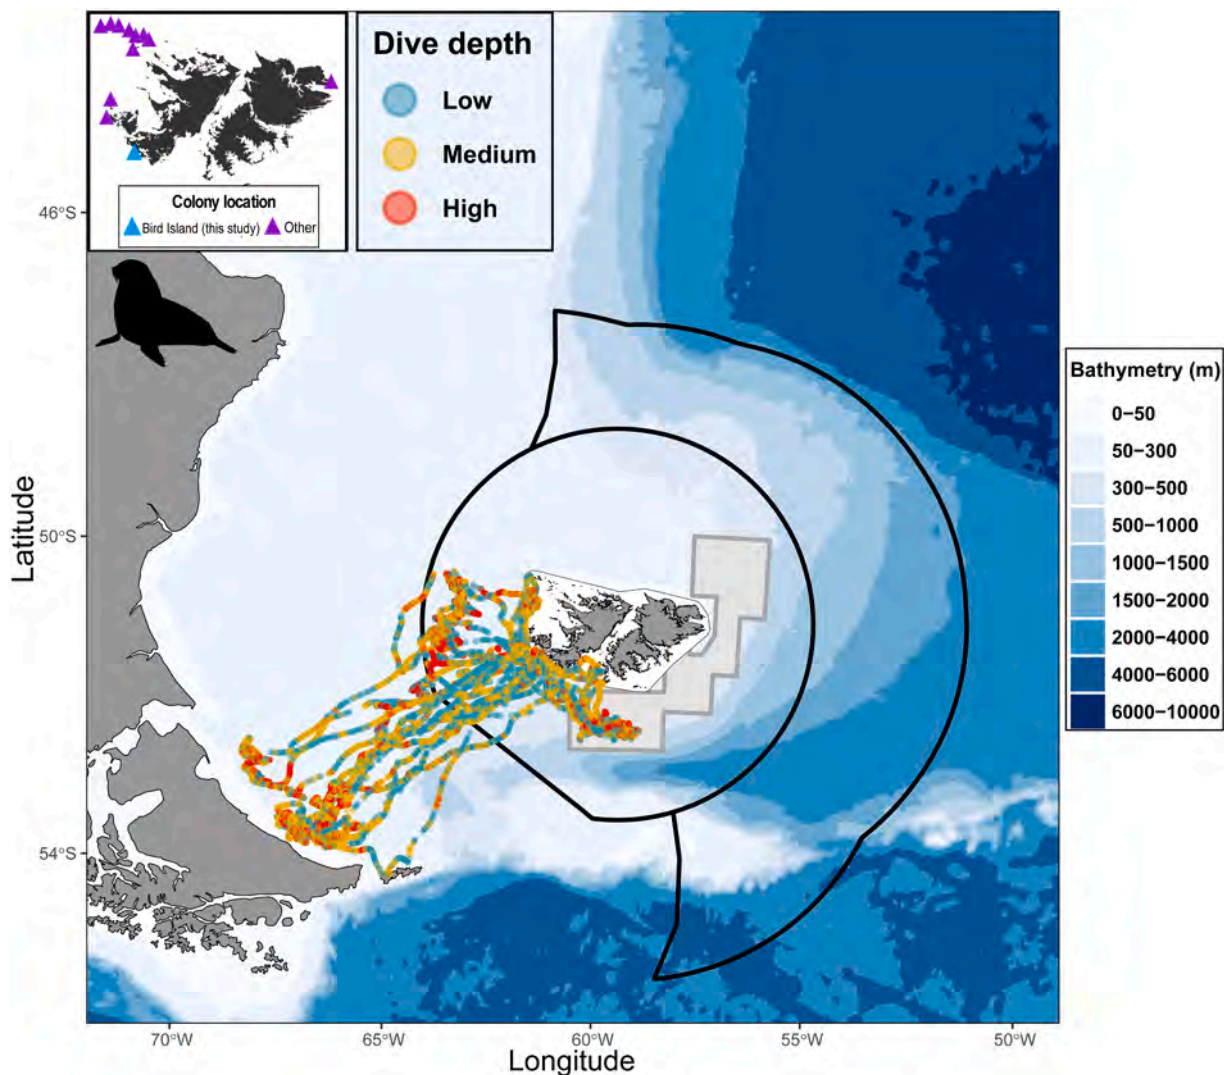 Dive depth
Low
Medium
High
Colony location
Bird Island (this study) Other
46°S
50°S
54°S
Latitude
70°W 65°W 60°W 55°W 50°W
Longitude
Bathymetry (m)
0−50
50−300
300−500
500−1000
1000−1500
1500−2000
2000−4000
4000−6000
6000−10000